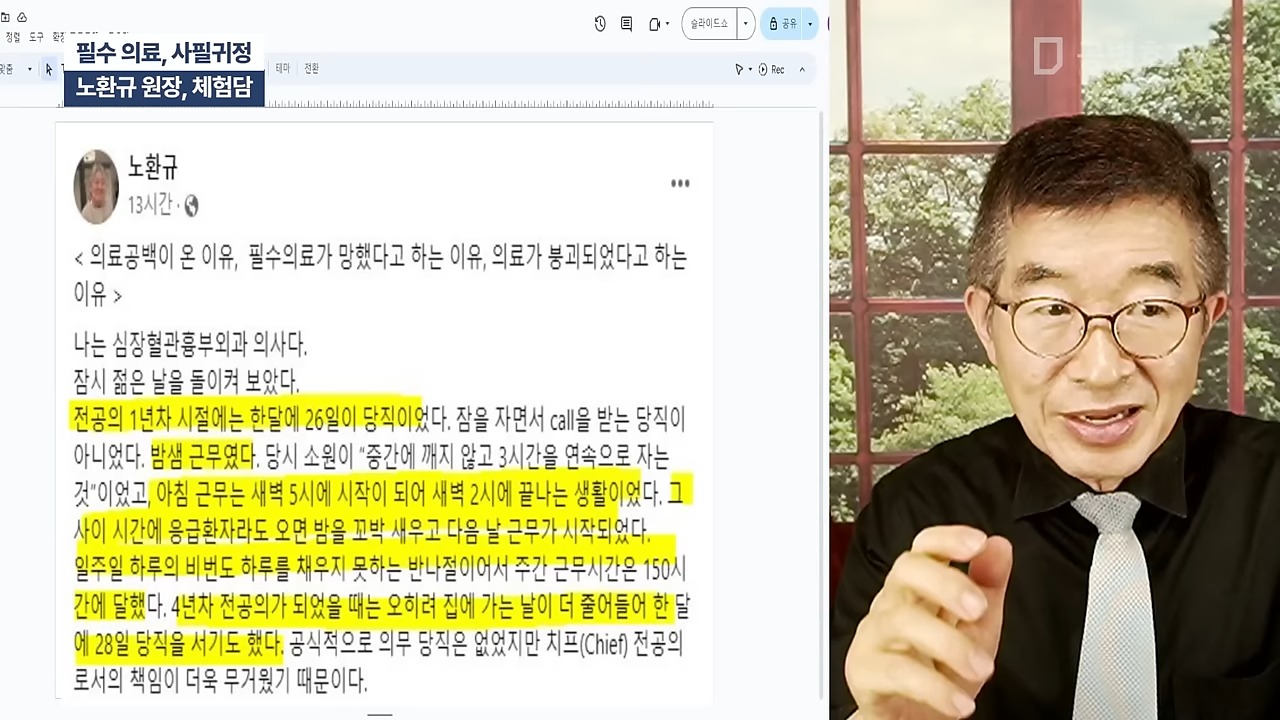 정렬 도구
슬라이드쇼
공유
필수 의료, 사필귀정
노환규 원장, 체험담
테마 전환
Rec
노환규
13시간
< 의료공백이 온 이유, 필수의료가 망했다고 하는 이유, 의료가 붕괴되었다고 하는
이유 >
나는 심장혈관흉부외과 의사다.
잠시 젊은 날을 돌이켜 보았다.
전공의 1년차 시절에는 한달에 26일이 당직이었다. 잠을 자면서 call을 받는 당직이
아니었다. 밤샘 근무였다. 당시 소원이 "중간에 깨지 않고 3시간을 연속으로 자는
것"이었고, 아침 근무는 새벽 5시에 시작이 되어 새벽 2시에 끝나는 생활이었다. 그
사이 시간에 응급환자라도 오면 밤을 꼬박 새우고 다음 날 근무가 시작되었다.
일주일 하루의 비번도 하루를 채우지 못하는 반나절이어서 주간 근무시간은 150시
간에 달했다. 4년차 전공의가 되었을 때는 오히려 집에 가는 날이 더 줄어들어 한 달
에 28일 당직을 서기도 했다. 공식적으로 의무 당직은 없었지만 치프(Chief) 전공의
로서의 책임이 더욱 무거웠기 때문이다.